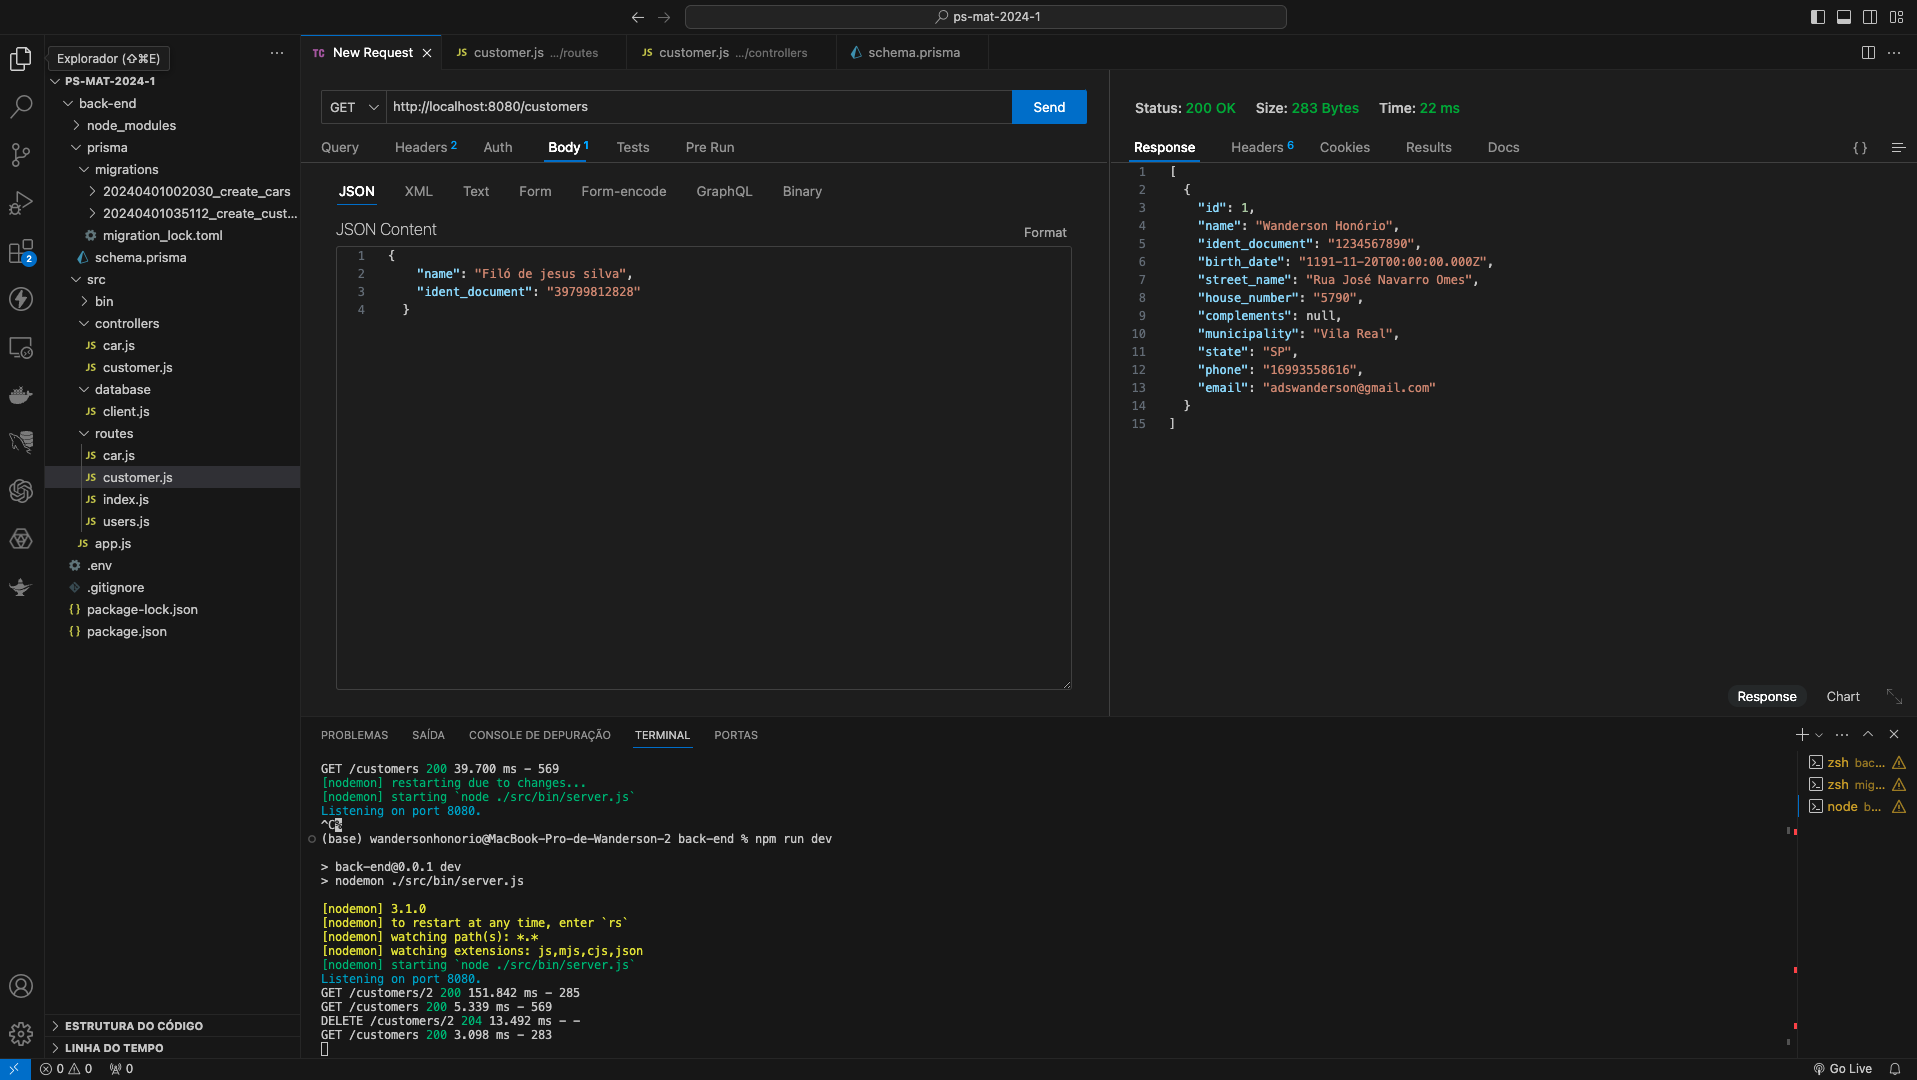 ps-mat-2024-1
Explorador (⇧⌘E)
TC New Request
JS customer.js .../routes
JS customer.js .../controllers
schema.prisma
PS-MAT-2024-1
back-end
node_modules
prisma
migrations
20240401002030_create_cars
20240401035112_create_cust...
migration_lock.toml
schema.prisma
src
bin
controllers
JS car.js
JS customer.js
database
JS client.js
routes
JS car.js
JS customer.js
JS index.js
JS users.js
JS app.js
.env
.gitignore
{} package-lock.json
{} package.json
ESTRUTURA DO CÓDIGO
LINHA DO TEMPO
2
GET
http://localhost:8080/customers
Send
Query Headers 2 Auth Body 1 Tests Pre Run
JSON XML Text Form Form-encode GraphQL Binary
JSON Content
Format
1 {
2 "name": "Filó de jesus silva",
3 "ident_document": "39799812828"
4 }
Status: 200 OK Size: 283 Bytes Time: 22 ms
Response Headers 6 Cookies Results Docs {}
1 [
2 {
3 "id": 1,
4 "name": "Wanderson Honório",
5 "ident_document": "1234567890",
6 "birth_date": "1191-11-20T00:00:00.000Z",
7 "street_name": "Rua José Navarro Omes",
8 "house_number": "5790",
9 "complements": null,
10 "municipality": "Vila Real",
11 "state": "SP",
12 "phone": "16993558616",
13 "email": "adswanderson@gmail.com"
14 }
15 ]
Response Chart
PROBLEMAS SAÍDA CONSOLE DE DEPURAÇÃO TERMINAL PORTAS
GET /customers 200 39.700 ms - 569
[nodemon] restarting due to changes...
[nodemon] starting `node ./src/bin/server.js`
Listening on port 8080.
^C%
(base) wandersonhonorio@MacBook-Pro-de-Wanderson-2 back-end % npm run dev
> back-end@0.0.1 dev
> nodemon ./src/bin/server.js
[nodemon] 3.1.0
[nodemon] to restart at any time, enter `rs`
[nodemon] watching path(s): *.*
[nodemon] watching extensions: js,mjs,cjs,json
[nodemon] starting `node ./src/bin/server.js`
Listening on port 8080.
GET /customers/2 200 151.842 ms - 285
GET /customers 200 5.339 ms - 569
DELETE /customers/2 204 13.492 ms - -
GET /customers 200 3.098 ms - 283
zsh bac...
zsh mig...
node b...
0 0 0
Go Live